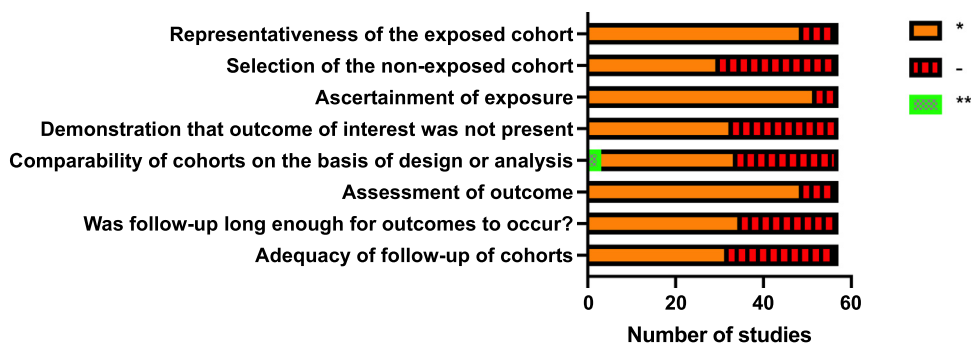 Representativeness of the exposed cohort
Selection of the non-exposed cohort
Ascertainment of exposure
Demonstration that outcome of interest was not present
Comparability of cohorts on the basis of design or analysis
Assessment of outcome
Was follow-up long enough for outcomes to occur?
Adequacy of follow-up of cohorts
0 20 40 60
Number of studies
*
-
**